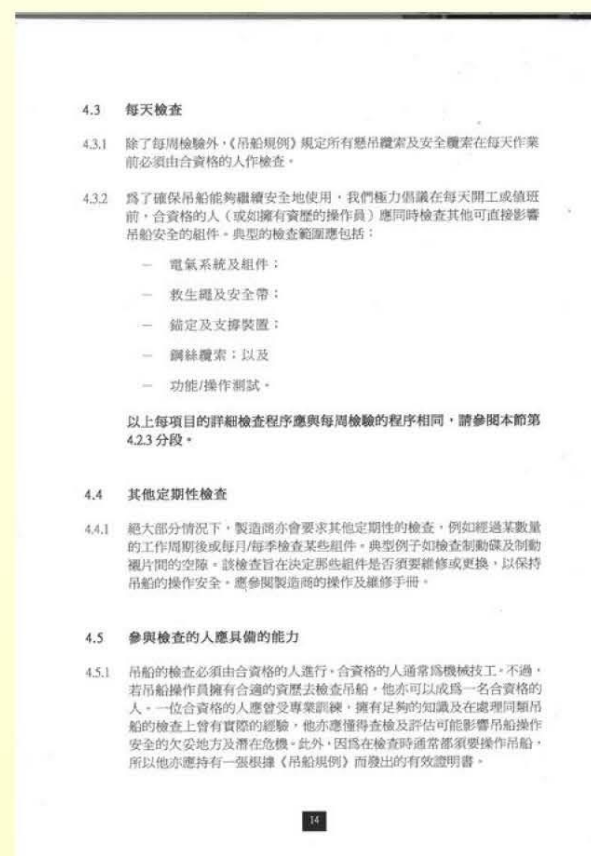 4.3 每天檢查
4.3.1 除了每周檢驗外，《吊船規例》規定所有懸吊纜索及安全纜索在每天作業
前必須由合資格的人作檢查。
4.3.2 爲了確保吊船能夠繼續安全地使用，我們極力倡議在每天開工或值班
前，合資格的人（或如擁有資歷的操作員）應同時檢查其他可直接影響
吊船安全的組件。典型的檢查範圍應包括：
— 電氣系統及組件；
— 救生繩及安全帶；
— 錨定及支撐裝置；
— 鋼絲纜索；以及
— 功能/操作測試。
以上每項目的詳細檢查程序應與每周檢驗的程序相同，請參閱本節第
4.2.3 分段。
4.4 其他定期性檢查
4.4.1 絕大部分情況下，製造商亦會要求其他定期性的檢查，例如經過某數量
的工作周期後或每月/每季檢查某些組件。典型例子如檢查制動碟及制動
襯片間的空隙。該檢查旨在決定那些組件是否須要維修或更換，以保持
吊船的操作安全。應參閱製造商的操作及維修手冊。
4.5 參與檢查的人應具備的能力
4.5.1 吊船的檢查必須由合資格的人進行。合資格的人通常爲機械技工。不過，
若吊船操作員擁有合適的資歷去檢查吊船，他亦可以成爲一名合資格的
人。一位合資格的人應曾受專業訓練，擁有足夠的知識及在處理同類吊
船的檢查上曾有實際的經驗，他亦應懂得查檢及評估可能影響吊船操作
安全的欠妥地方及潛在危機。此外，因爲在檢查時通常都須要操作吊船，
所以他亦應持有一張根據《吊船規例》而發出的有效證明書。
14